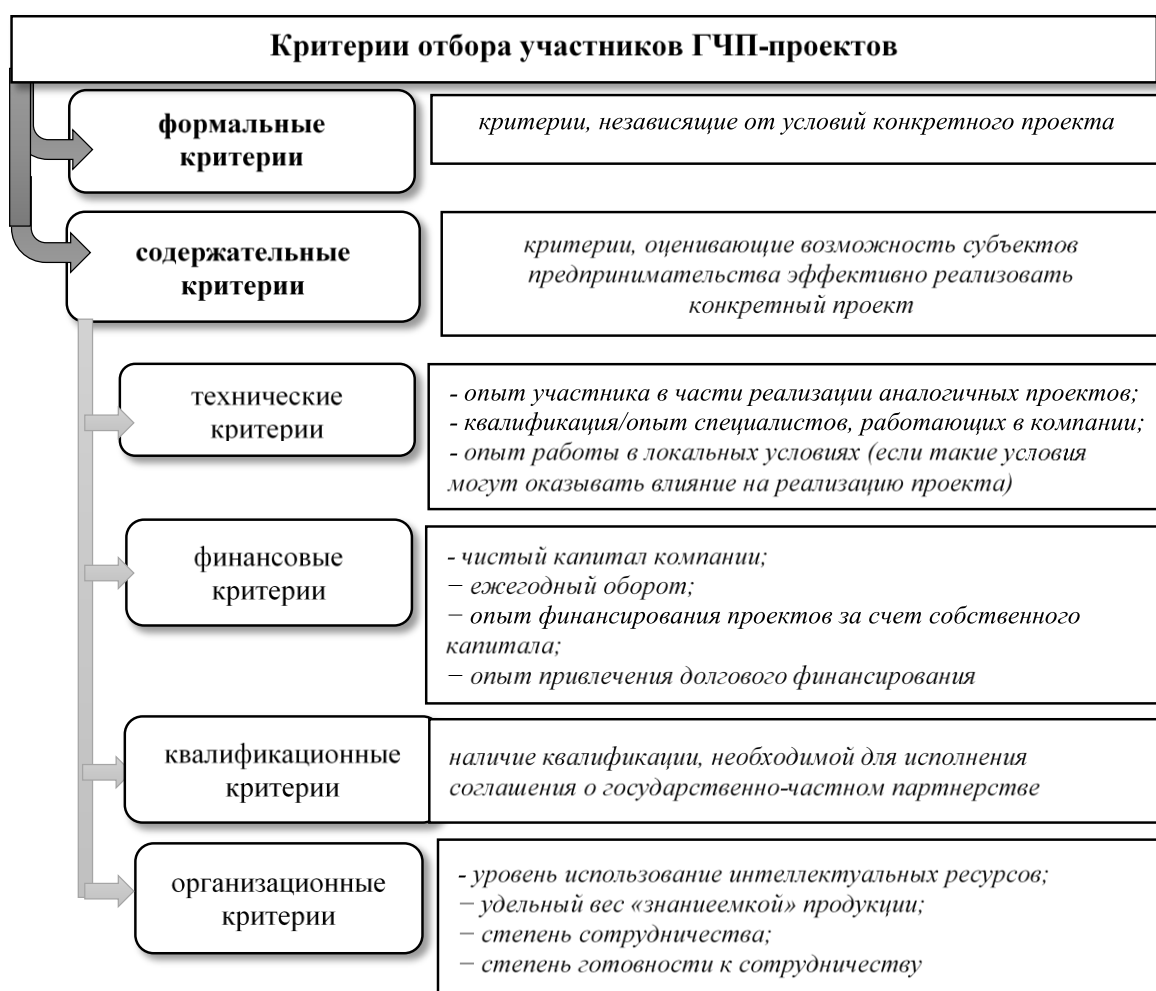 Критерии отбора участников ГЧП-проектов
формальные
критерии
критерии, независящие от условий конкретного проекта
содержательные
критерии
критерии, оценивающие возможность субъектов
предпринимательства эффективно реализовать
конкретный проект
технические
критерии
- опыт участника в части реализации аналогичных проектов;
- квалификация/опыт специалистов, работающих в компании;
- опыт работы в локальных условиях (если такие условия
могут оказывать влияние на реализацию проекта)
финансовые
критерии
- чистый капитал компании;
− ежегодный оборот;
− опыт финансирования проектов за счет собственного
капитала;
− опыт привлечения долгового финансирования
квалификационные
критерии
наличие квалификации, необходимой для исполнения
соглашения о государственно-частном партнерстве
организационные
критерии
- уровень использование интеллектуальных ресурсов;
− удельный вес «знаниеемкой» продукции;
− степень сотрудничества;
− степень готовности к сотрудничеству